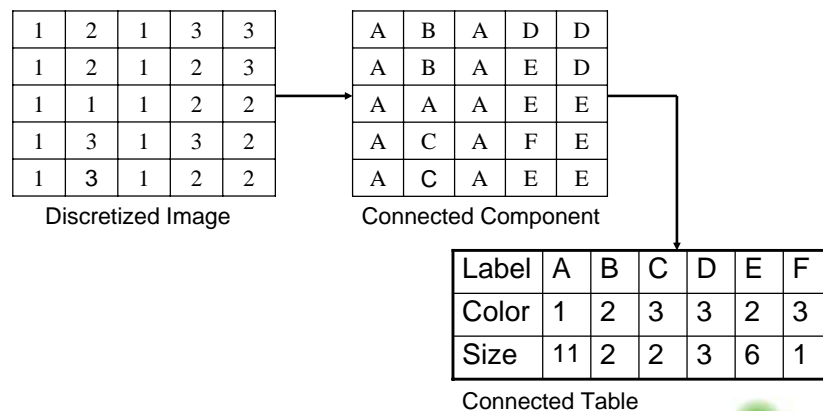 1 2 1 3 3
1 2 1 2 3
1 1 1 2 2
1 3 1 3 2
1 3 1 2 2
Discretized Image
A B A D D
A B A E D
A A A E E
A C A F E
A C A E E
Connected Component
Label A B C D E F
Color 1 2 3 3 2 3
Size 11 2 2 3 6 1
Connected Table